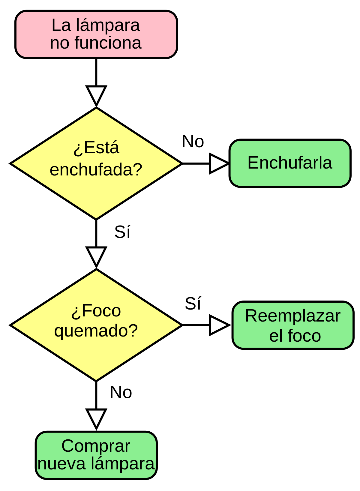 La lámpara
no funciona
¿Está
enchufada?
No
Enchufarla
Sí
¿Foco
quemado?
Sí
Reemplazar
el foco
No
Comprar
nueva lámpara